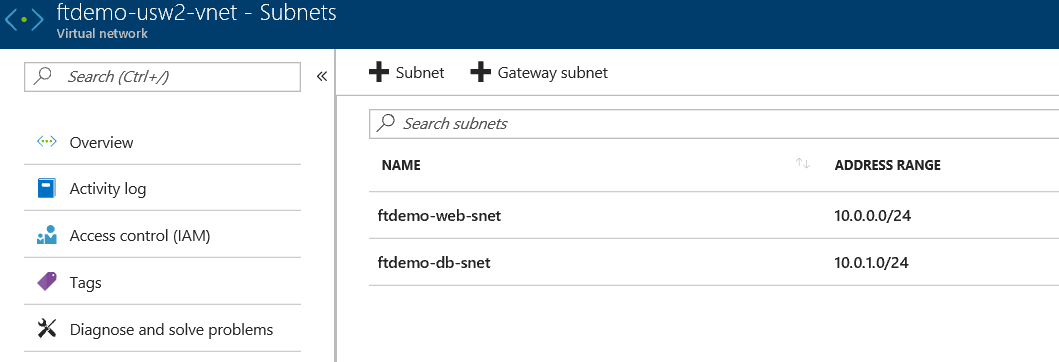 ftdemo-usw2-vnet - Subnets
Virtual network
Search (Ctrl+/)
«
Overview
Activity log
Access control (IAM)
Tags
Diagnose and solve problems
+ Subnet
+ Gateway subnet
Search subnets
NAME ADDRESS RANGE
ftdemo-web-snet 10.0.0.0/24
ftdemo-db-snet 10.0.1.0/24